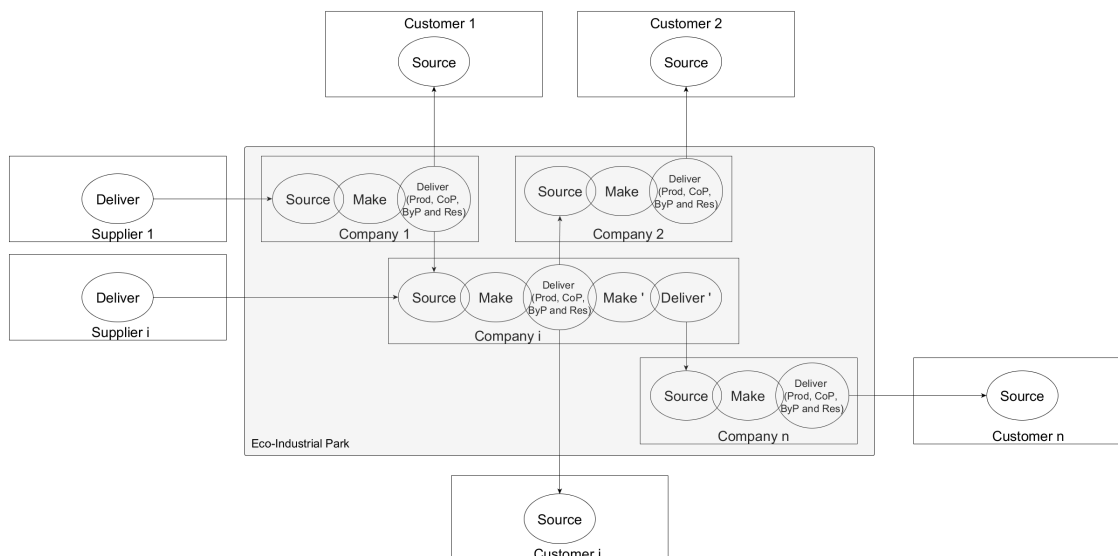 Customer 1
Source
Customer 2
Source
Deliver
Supplier 1
Source
Make
Deliver
(Prod, CoP,
ByP and Res)
Company 1
Source
Make
Deliver
(Prod, CoP,
ByP and Res)
Company 2
Deliver
Supplier i
Source
Make
Deliver
(Prod, CoP,
ByP and Res)
Make '
Deliver '
Company i
Source
Make
Deliver
(Prod, CoP,
ByP and Res)
Company n
Source
Customer n
Eco-Industrial Park
Source
Customer i